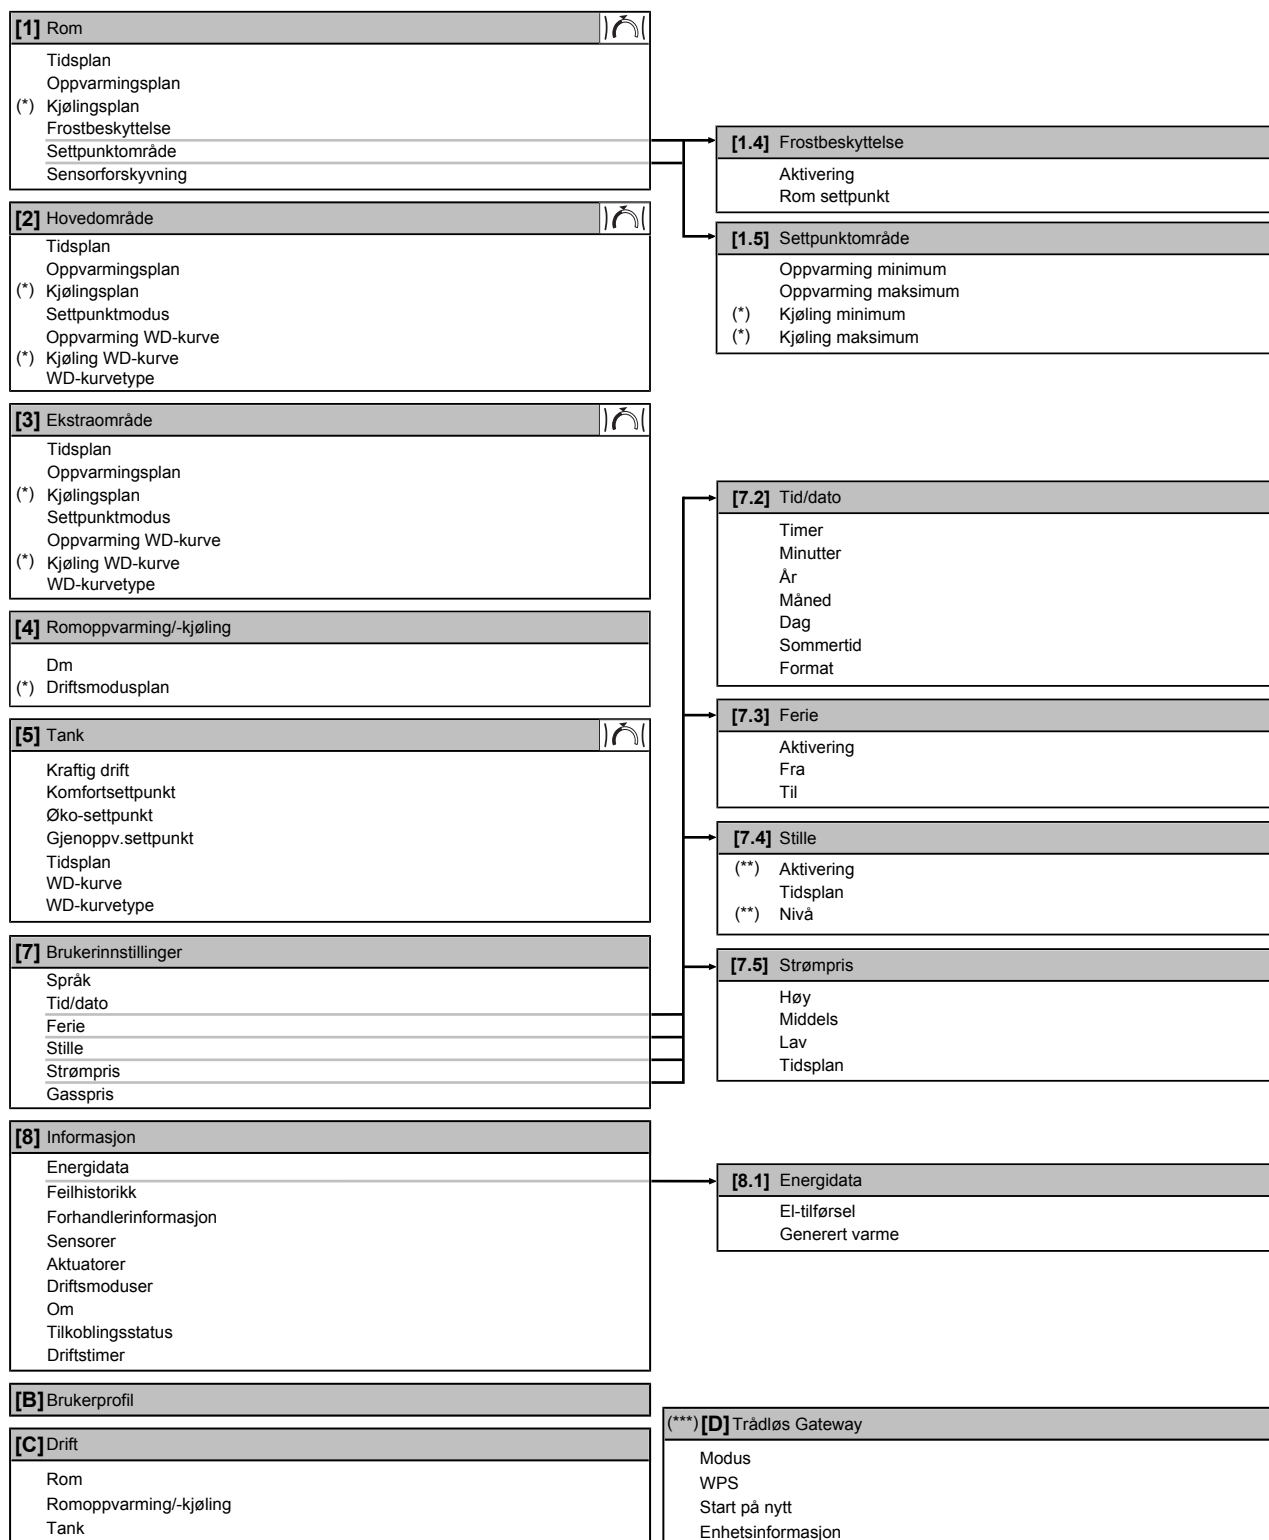 [1] Rom
Tidsplan
Oppvarmingsplan
(*) Kjølingsplan
Frostbeskyttelse
Settpunktområde
Sensorforskyvning
[2] Hovedområde
Tidsplan
Oppvarmingsplan
(*) Kjølingsplan
Settpunktmodus
Oppvarming WD-kurve
(*) Kjøling WD-kurve
WD-kurvetype
[3] Ekstraområde
Tidsplan
Oppvarmingsplan
(*) Kjølingsplan
Settpunktmodus
Oppvarming WD-kurve
(*) Kjøling WD-kurve
WD-kurvetype
[4] Romoppvarming/-kjøling
Dm
(*) Driftsmodusplan
[5] Tank
Kraftig drift
Komfortsettpunkt
Øko-settpunkt
Gjenoppv.settpunkt
Tidsplan
WD-kurve
WD-kurvetype
[7] Brukerinnstillinger
Språk
Tid/dato
Ferie
Stille
Strømpris
Gasspris
[8] Informasjon
Energidata
Feilhistorikk
Forhandlerinformasjon
Sensorer
Aktuatorer
Driftsmoduser
Om
Tilkoblingsstatus
Driftstimer
[B] Brukerprofil
[C] Drift
Rom
Romoppvarming/-kjøling
Tank
[1.4] Frostbeskyttelse
Aktivering
Rom settpunkt
[1.5] Settpunktområde
Oppvarming minimum
Oppvarming maksimum
(*) Kjøling minimum
(*) Kjøling maksimum
[7.2] Tid/dato
Timer
Minutter
År
Måned
Dag
Sommertid
Format
[7.3] Ferie
Aktivering
Fra
Til
[7.4] Stille
(**) Aktivering
Tidsplan
(**) Nivå
[7.5] Strømpris
Høy
Middels
Lav
Tidsplan
[8.1] Energidata
El-tilførsel
Generert varme
(***) [D] Trådløs Gateway
Modus
WPS
Start på nytt
Enhetsinformasjon